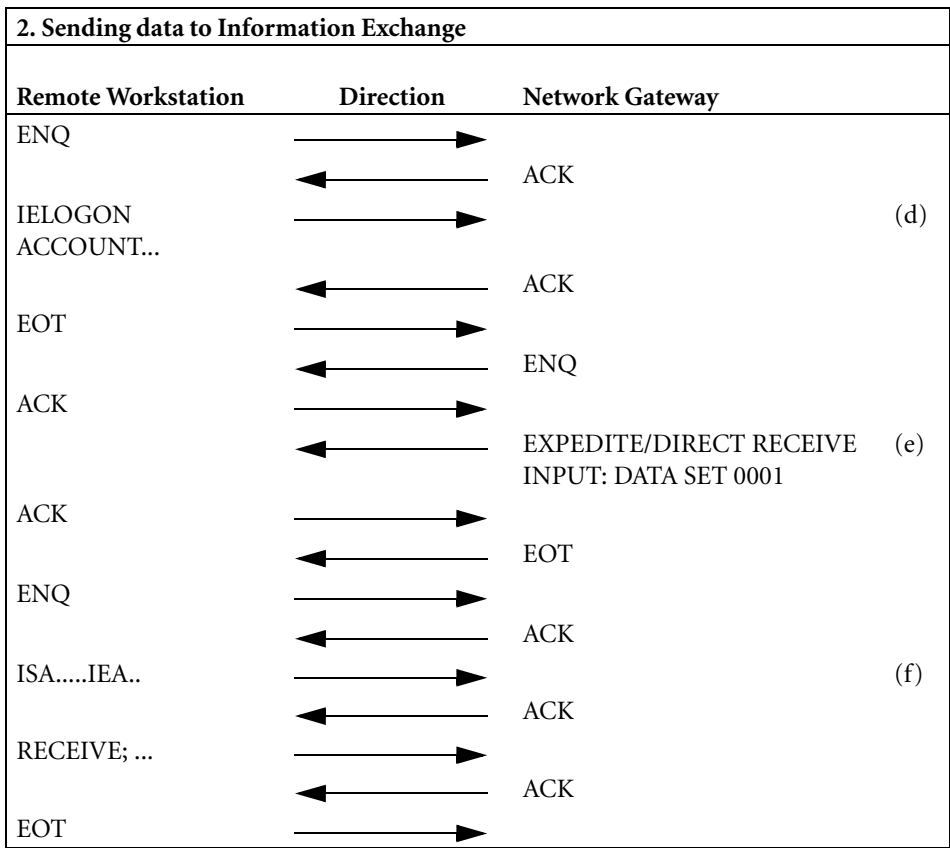 2. Sending data to Information Exchange
Remote Workstation Direction Network Gateway
ENQ
ACK
IELOGON (d)
ACCOUNT...
ACK
EOT
ENQ
ACK
EXPEDITE/DIRECT RECEIVE (e)
INPUT: DATA SET 0001
ACK
EOT
ENQ
ACK
ISA.....IEA.. (f)
ACK
RECEIVE; ...
ACK
EOT